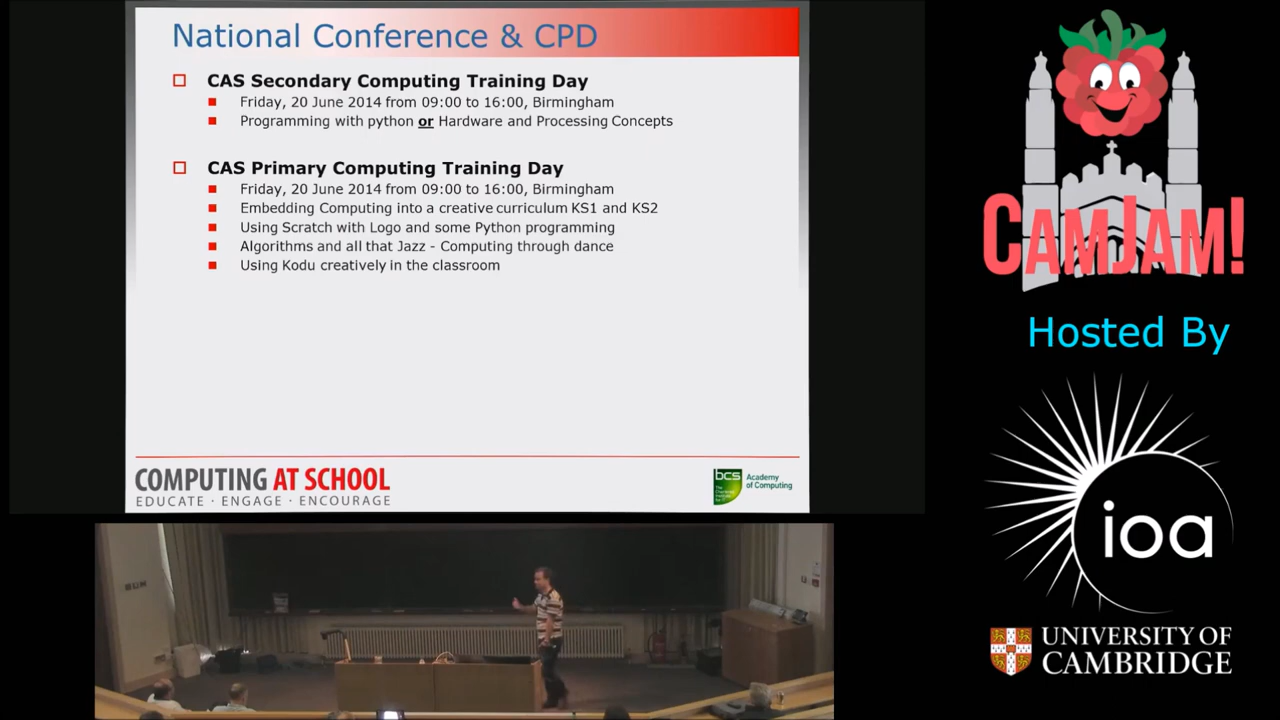 National Conference & CPD
CAS Secondary Computing Training Day
Friday, 20 June 2014 from 09:00 to 16:00, Birmingham
Programming with python or Hardware and Processing Concepts
CAS Primary Computing Training Day
Friday, 20 June 2014 from 09:00 to 16:00, Birmingham
Embedding Computing into a creative curriculum KS1 and KS2
Using Scratch with Logo and some Python programming
Algorithms and all that Jazz - Computing through dance
Using Kodu creatively in the classroom
COMPUTING AT SCHOOL
EDUCATE · ENGAGE · ENCOURAGE
bcs
Academy
of Computing
CAMJAM!
Hosted By
ioa
UNIVERSITY OF
CAMBRIDGE